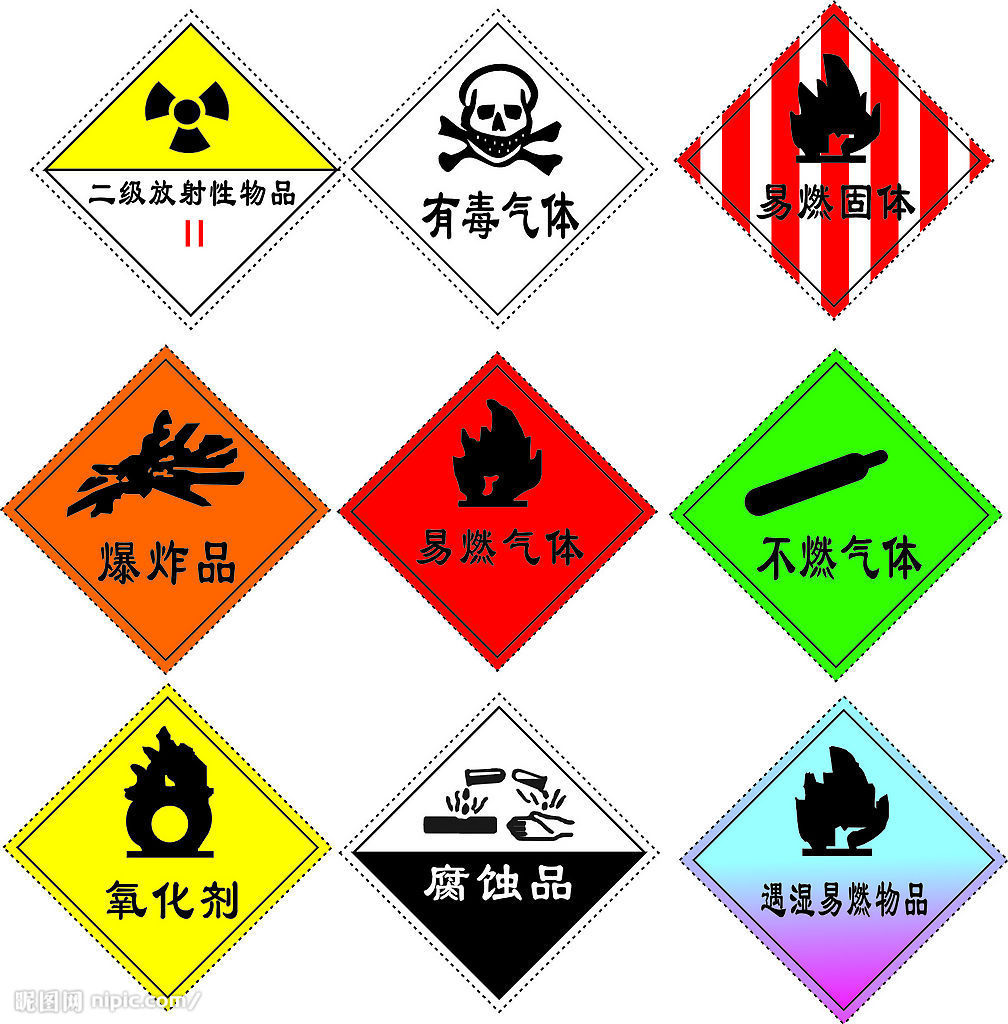 二级放射性物品
II
有毒气体
易燃固体
爆炸品
易燃气体
不燃气体
氧化剂
腐蚀品
遇湿易燃物品
昵图网 nipic.com/